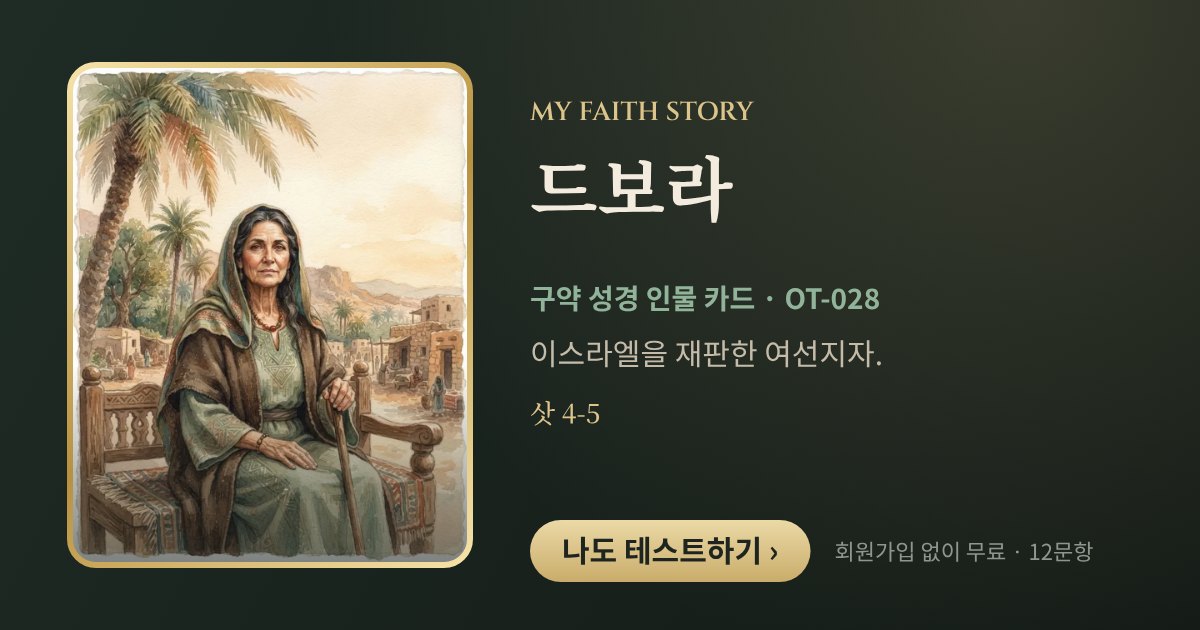 MY FAITH STORY
드보라
구약 성경 인물 카드 · OT-028
이스라엘을 재판한 여선지자.
삿 4-5
나도 테스트하기 ›
회원가입 없이 무료 · 12문항